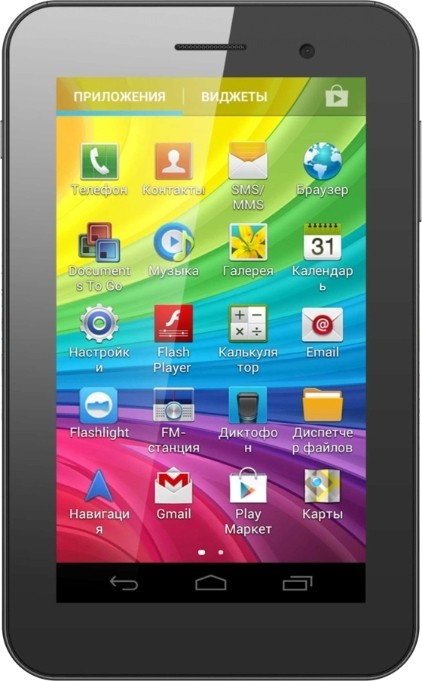 ПРИЛОЖЕНИЯ ВИДЖЕТЫ
Телефон Контакты SMS/ Браузер
MMS
Document Музыка Галерея Календар
s To Go ь
31
Настройк Flash Калькуля Email
и Player тор
Flashlight FM- Диктофо Диспетче
станция н р файлов
Навигаци Gmail Play Карты
я Маркет